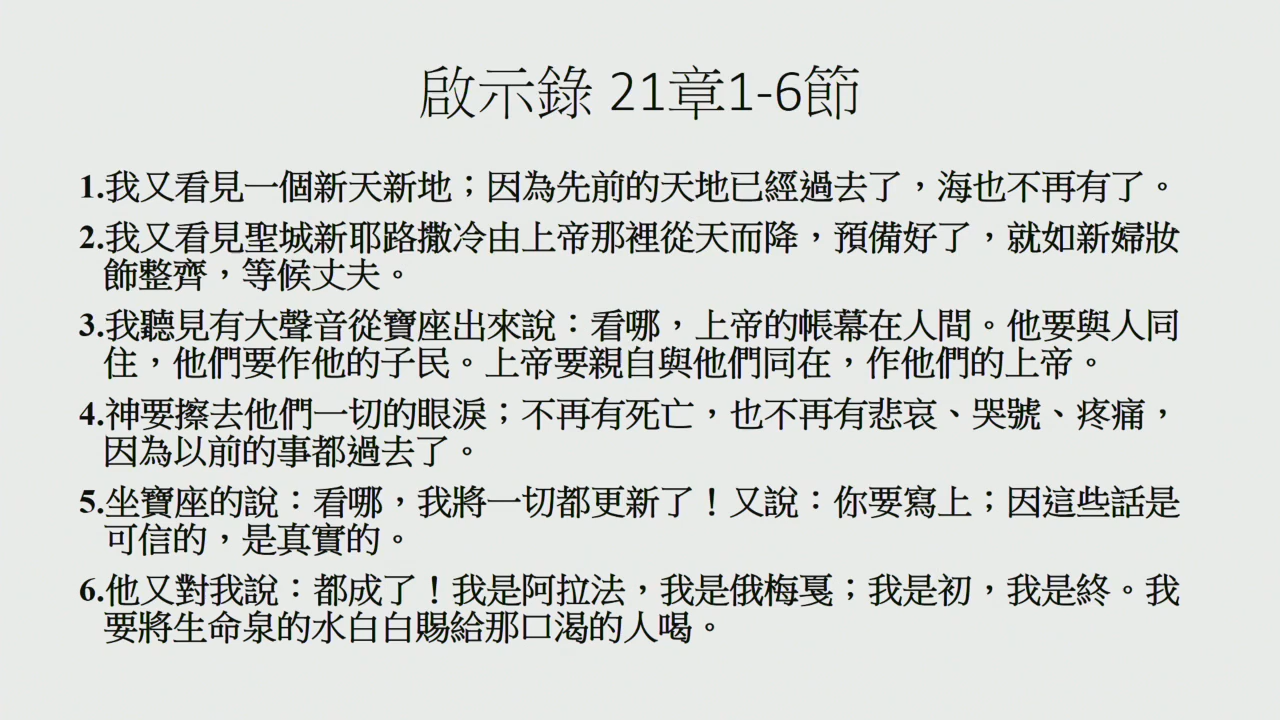 啟示錄 21章1-6節
1.我又看見一個新天新地；因為先前的天地已經過去了，海也不再有了。
2.我又看見聖城新耶路撒冷由上帝那裡從天而降，預備好了，就如新婦妝
飾整齊，等候丈夫。
3.我聽見有大聲音從寶座出來說：看哪，上帝的帳幕在人間。他要與人同
住，他們要作他的子民。上帝要親自與他們同在，作他們的上帝。
4.神要擦去他們一切的眼淚；不再有死亡，也不再有悲哀、哭號、疼痛，
因為以前的事都過去了。
5.坐寶座的說：看哪，我將一切都更新了！又說：你要寫上；因這些話是
可信的，是真實的。
6.他又對我說：都成了！我是阿拉法，我是俄梅戛；我是初，我是終。我
要將生命泉的水白白賜給那口渴的人喝。